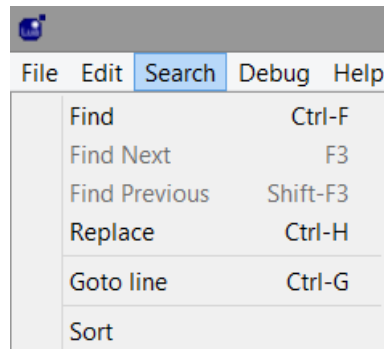 File Edit Search Debug Help
Find Ctrl-F
Find Next F3
Find Previous Shift-F3
Replace Ctrl-H
Goto line Ctrl-G
Sort